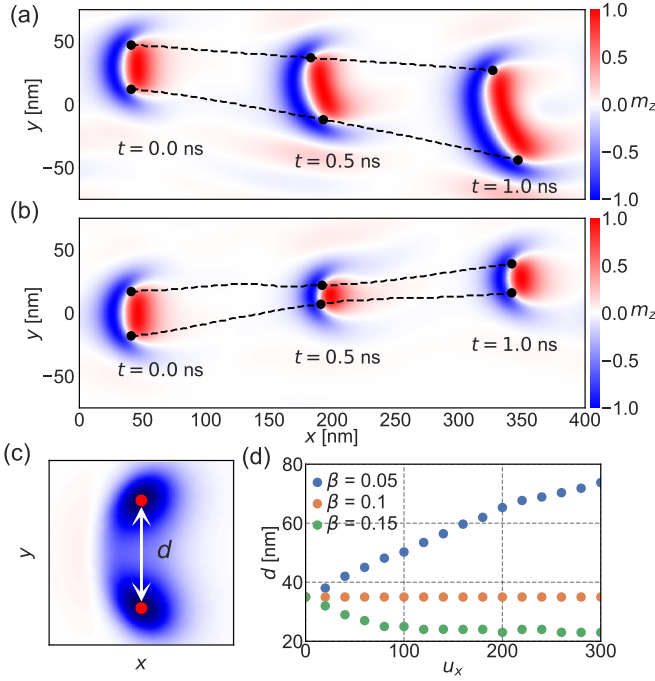 (a)
50
0
−50
y [nm]
t = 0.0 ns
t = 0.5 ns
t = 1.0 ns
1.0
0.5
0.0 m_z
−0.5
−1.0
(b)
50
0
−50
y [nm]
t = 0.0 ns
t = 0.5 ns
t = 1.0 ns
1.0
0.5
0.0 m_z
−0.5
−1.0
0 50 100 150 200 250 300 350 400
x [nm]
(c)
y
d
x
(d)
80
60
40
20
d [nm]
β = 0.05
β = 0.1
β = 0.15
0 100 200 300
u_x